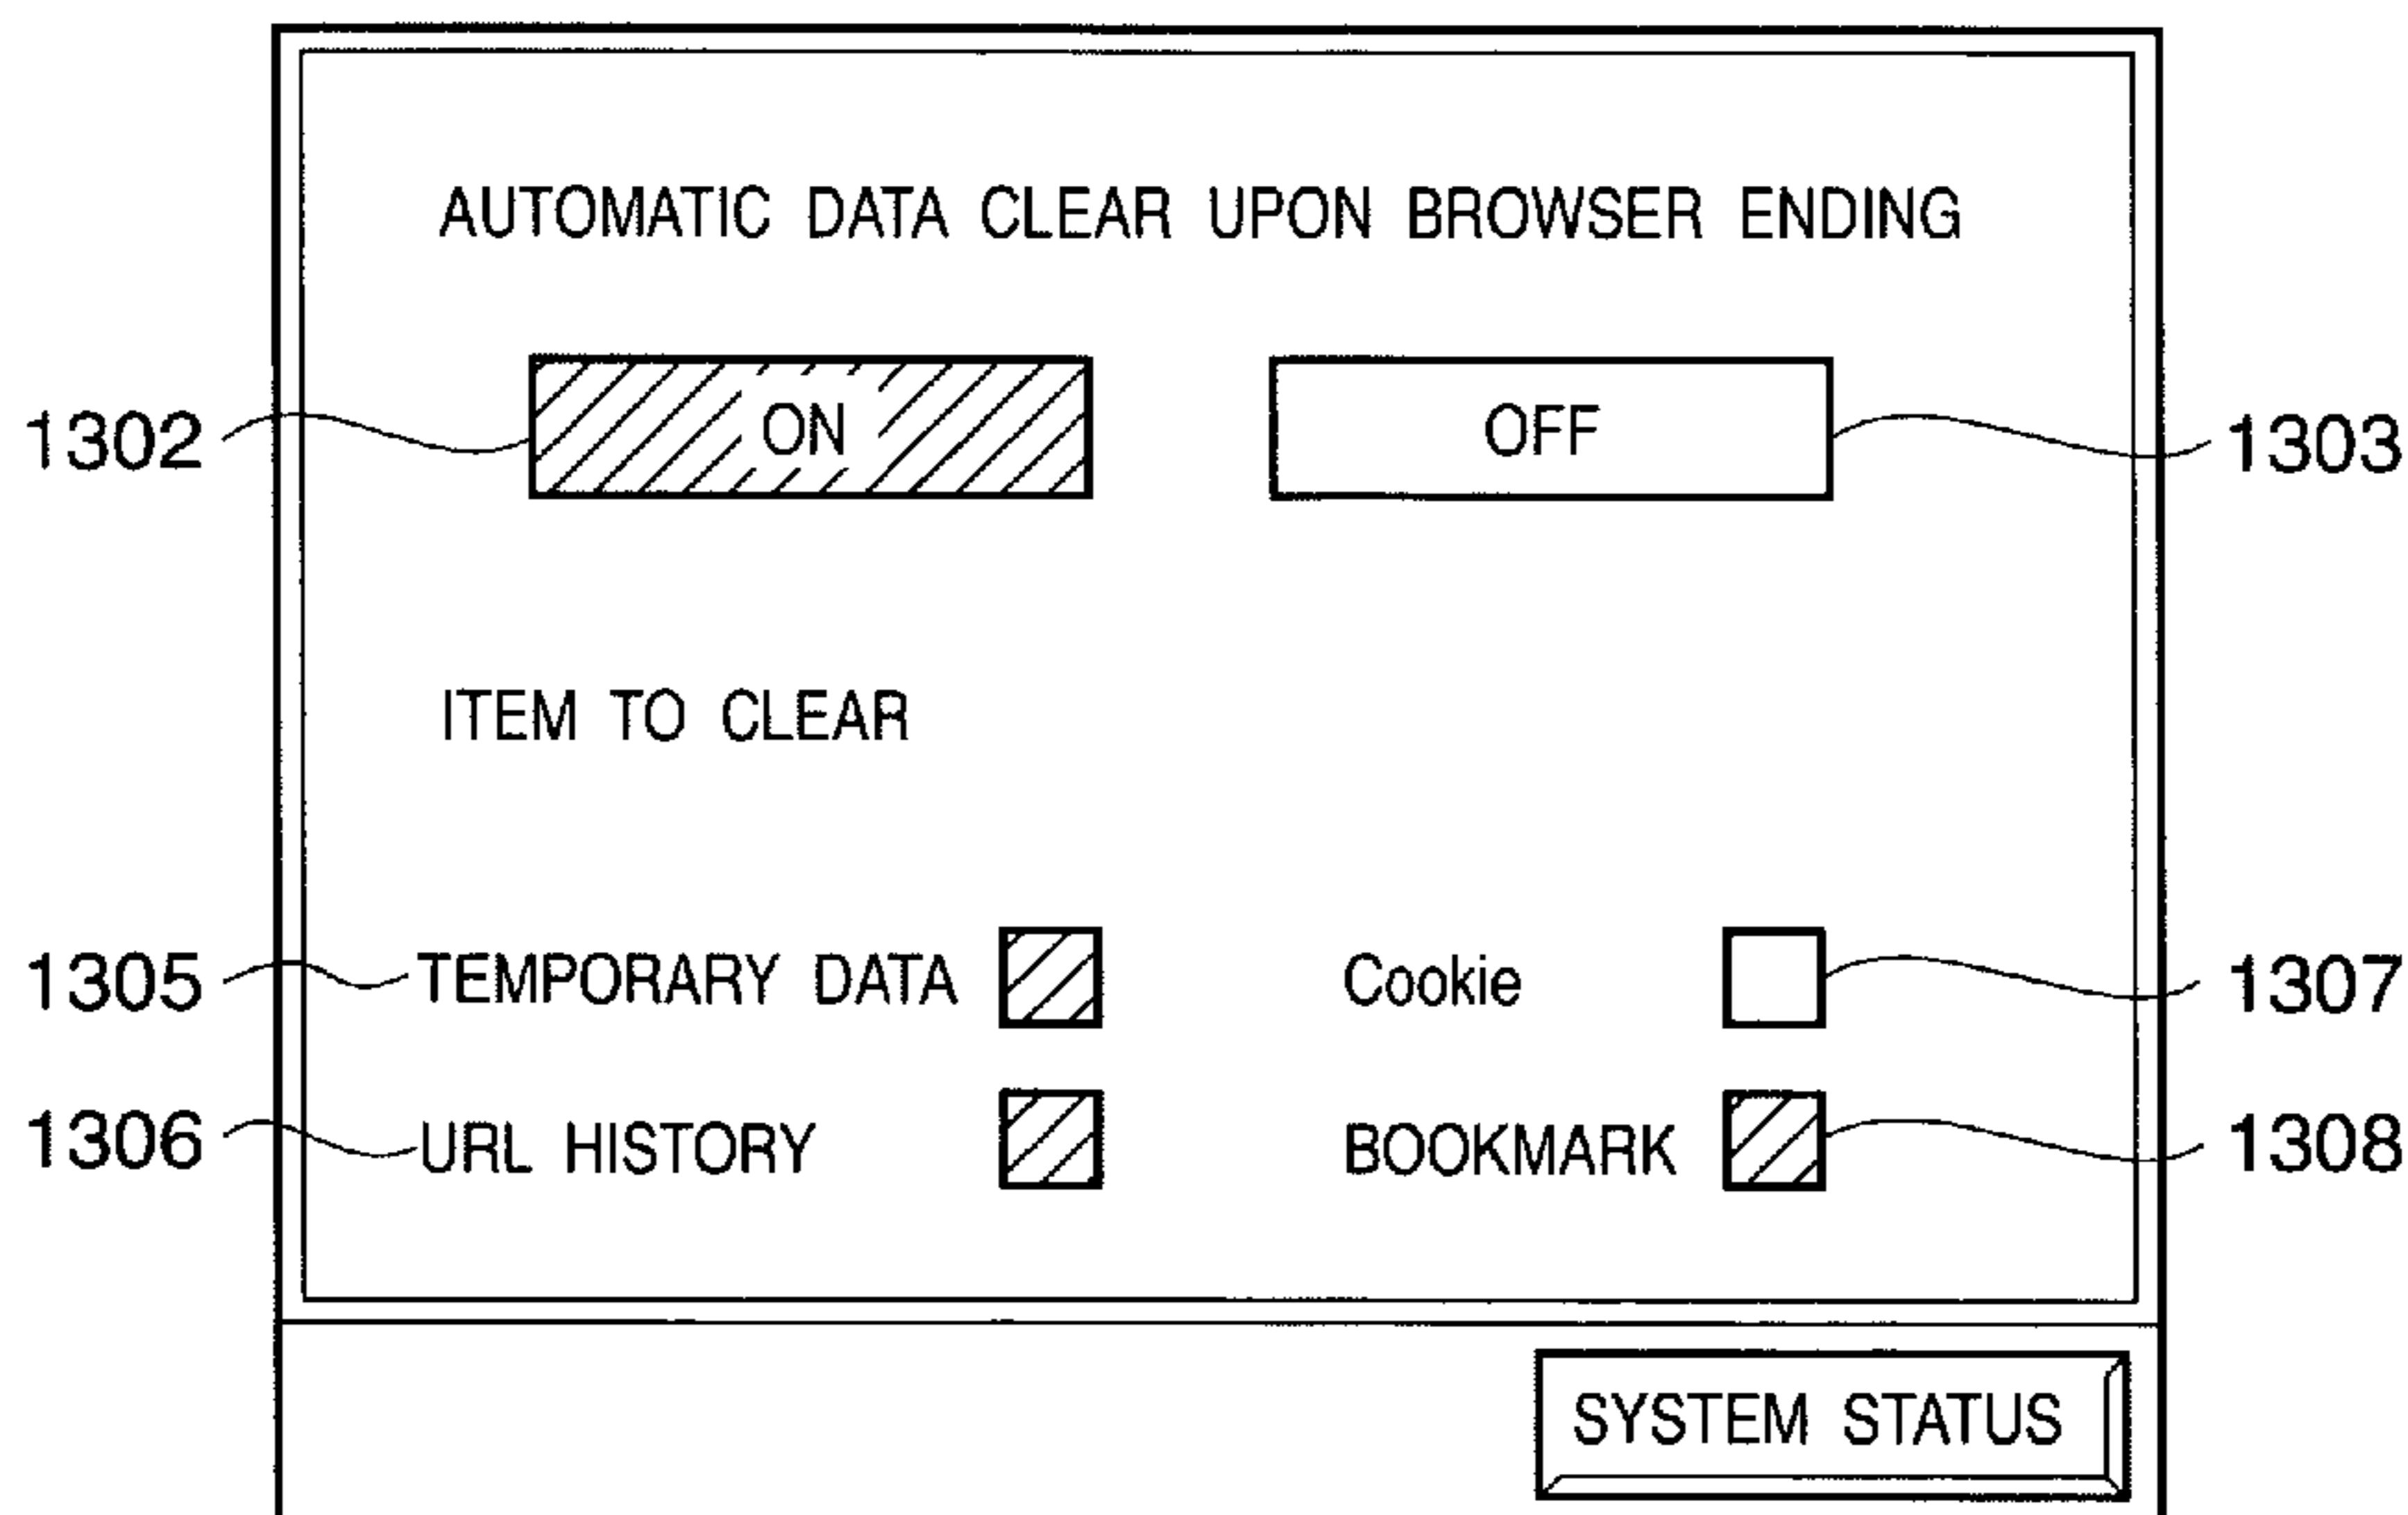 AUTOMATIC DATA CLEAR UPON BROWSER ENDING
1302 ON OFF 1303
ITEM TO CLEAR
1305 TEMPORARY DATA Cookie 1307
1306 URL HISTORY BOOKMARK 1308
SYSTEM STATUS